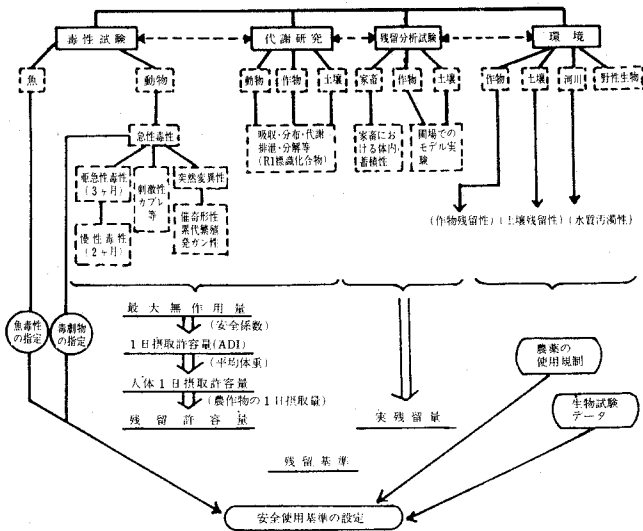 毒性試験
代謝研究
残留分析試験
環境
魚
動物
動物
作物
土壌
家畜
作物
土壌
作物
土壌
河川
野性生物
急性毒性
吸収・分布・代謝
排泄・分解等
(RI標識化合物)
家畜にお
ける体内
蓄積性
圃場での
モデル実
験
亜急性毒性
(3ヶ月)
刺激性
カブレ
等
突然変異性
慢性毒性
(2ヶ月)
催奇形性
累代繁殖
発ガン性
(作物残留性)
(土壌残留性)
(水質汚濁性)
魚毒性
の指定
毒劇物
の指定
最大無作用量
(安全係数)
1日摂取許容量(ADI)
(平均体重)
人体1日摂取許容量
(農作物の1日摂取量)
残留許容量
実残留量
農薬の
使用規制
生物試験
データ
残留基準
安全使用基準の設定